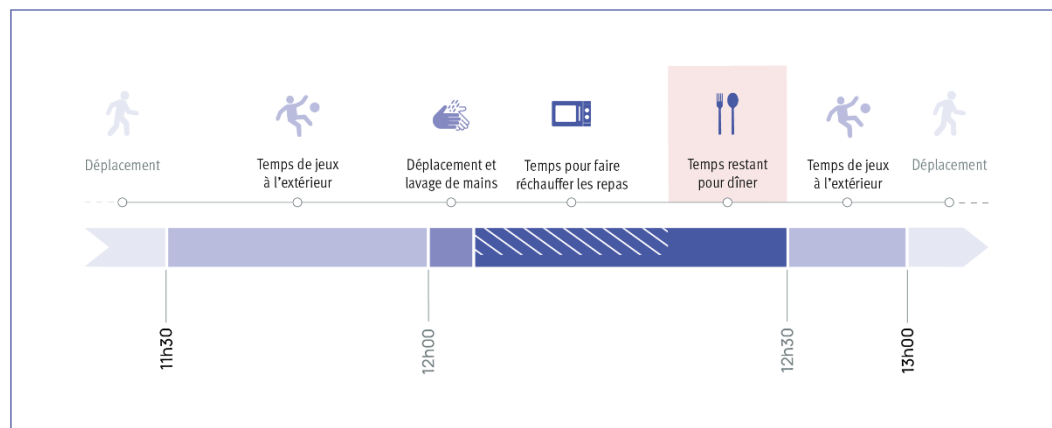 Déplacement
Temps de jeux
à l'extérieur
Déplacement et
lavage de mains
Temps pour faire
réchauffer les repas
Temps restant
pour dîner
Temps de jeux
à l'extérieur
Déplacement
11h30
12h00
12h30
13h00